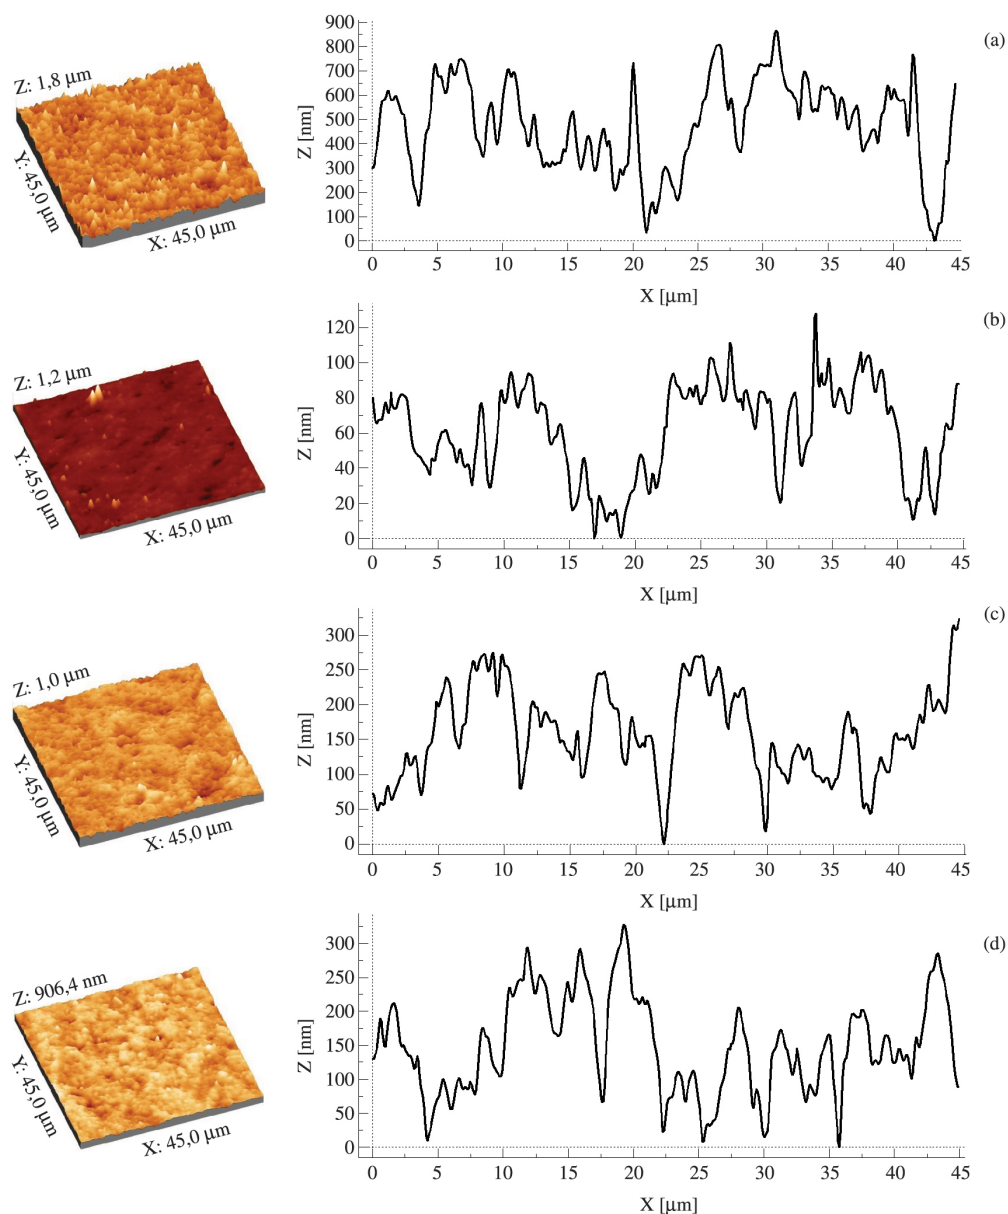 (a)
Z: 1,8 µm
Y: 45,0 µm
X: 45,0 µm
Z [nm]
900
800
700
600
500
400
300
200
100
0
0 5 10 15 20 25 30 35 40 45
X [µm]
(b)
Z: 1,2 µm
Y: 45,0 µm
X: 45,0 µm
Z [nm]
120
100
80
60
40
20
0
0 5 10 15 20 25 30 35 40 45
X [µm]
(c)
Z: 1,0 µm
Y: 45,0 µm
X: 45,0 µm
Z [nm]
300
250
200
150
100
50
0
0 5 10 15 20 25 30 35 40 45
X [µm]
(d)
Z: 906,4 nm
Y: 45,0 µm
X: 45,0 µm
Z [nm]
300
250
200
150
100
50
0
0 5 10 15 20 25 30 35 40 45
X [µm]